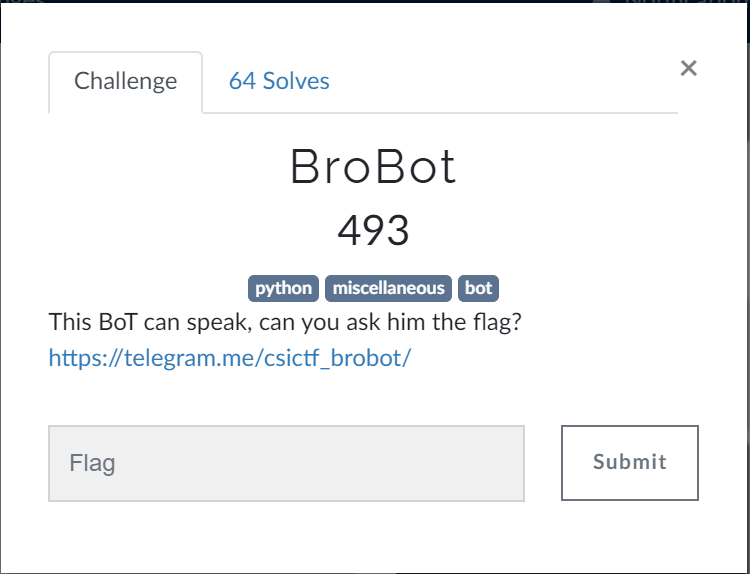 Challenge
64 Solves
×
BroBot
493
python miscellaneous bot
This BoT can speak, can you ask him the flag?
https://telegram.me/csictf_brobot/
Flag
Submit